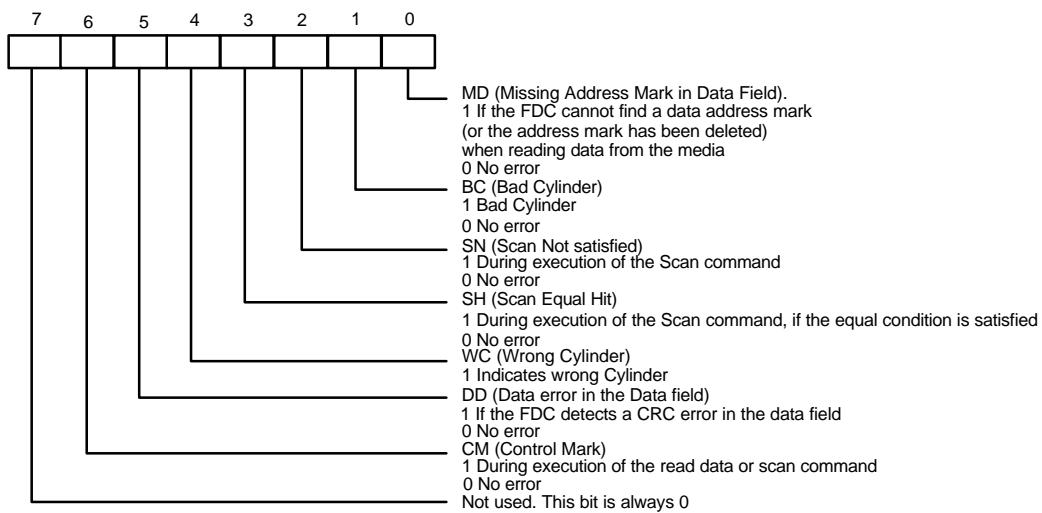 7 6 5 4 3 2 1 0
MD (Missing Address Mark in Data Field).
1 If the FDC cannot find a data address mark
(or the address mark has been deleted)
when reading data from the media
0 No error
BC (Bad Cylinder)
1 Bad Cylinder
0 No error
SN (Scan Not satisfied)
1 During execution of the Scan command
0 No error
SH (Scan Equal Hit)
1 During execution of the Scan command, if the equal condition is satisfied
0 No error
WC (Wrong Cylinder)
1 Indicates wrong Cylinder
DD (Data error in the Data field)
1 If the FDC detects a CRC error in the data field
0 No error
CM (Control Mark)
1 During execution of the read data or scan command
0 No error
Not used. This bit is always 0